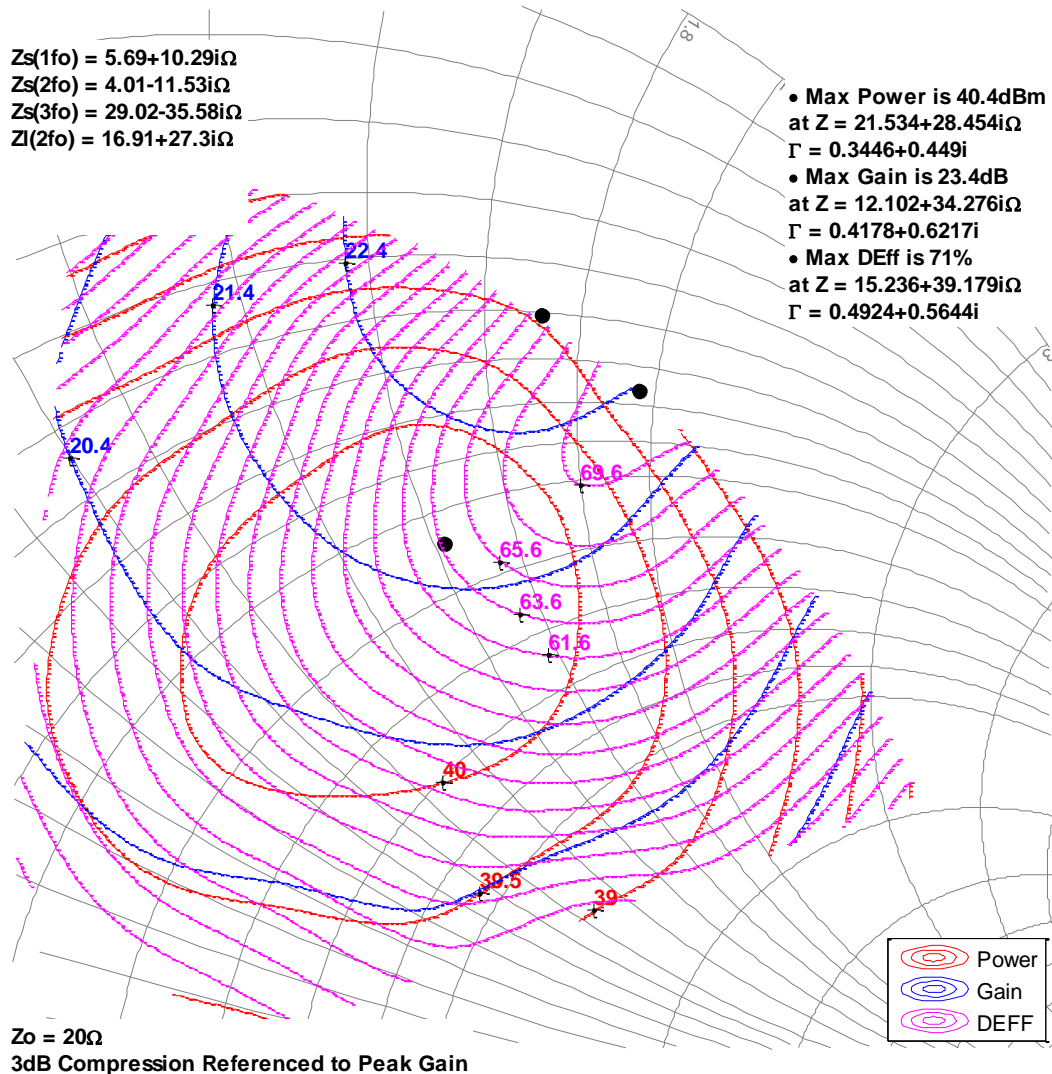 Zs(1fo) = 5.69+10.29iΩ
Zs(2fo) = 4.01-11.53iΩ
Zs(3fo) = 29.02-35.58iΩ
Zl(2fo) = 16.91+27.3iΩ
1.8
• Max Power is 40.4dBm
at Z = 21.534+28.454iΩ
Γ = 0.3446+0.449i
• Max Gain is 23.4dB
at Z = 12.102+34.276iΩ
Γ = 0.4178+0.6217i
• Max DEff is 71%
at Z = 15.236+39.179iΩ
Γ = 0.4924+0.5644i
22.4
21.4
20.4
69.6
65.6
63.6
61.6
40
39.5
39
Power
Gain
DEFF
Zo = 20Ω
3dB Compression Referenced to Peak Gain